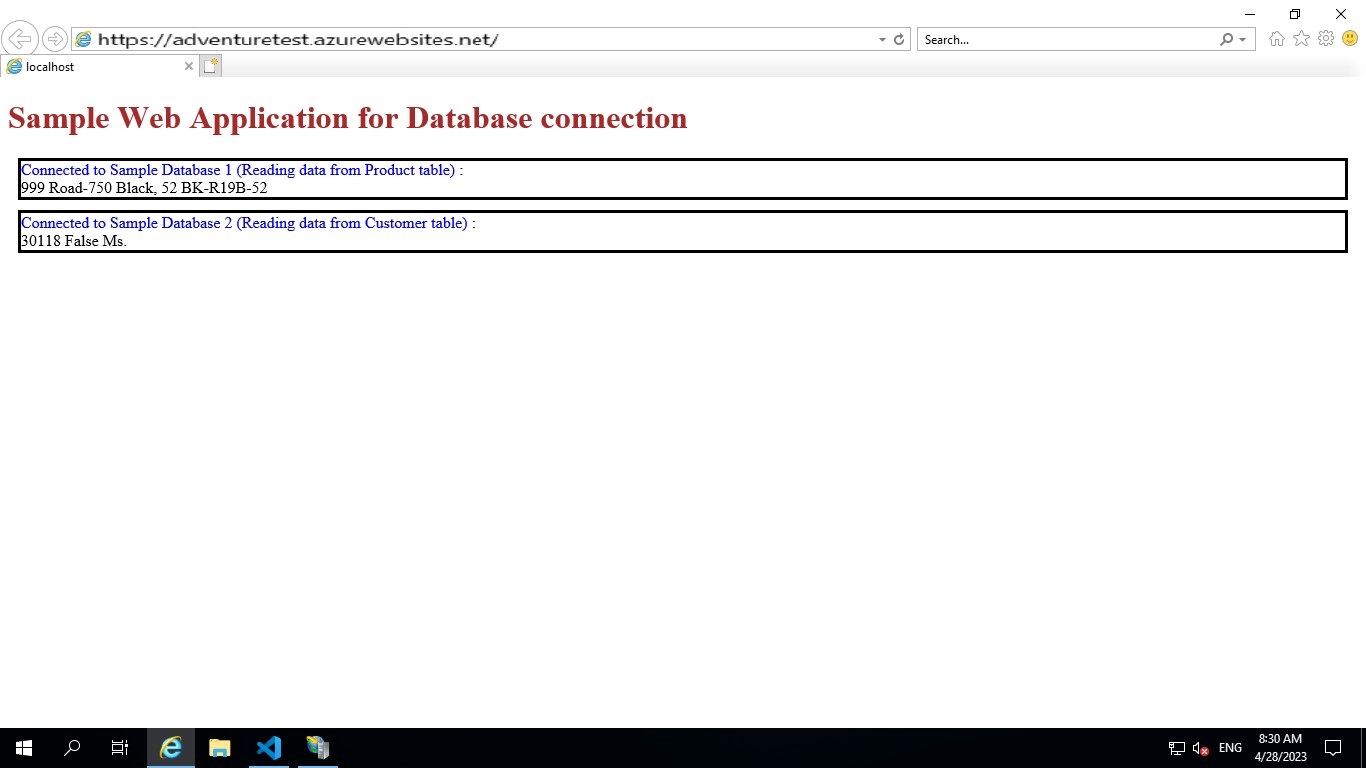 https://adventuretest.azurewebsites.net/
Search...
localhost
Sample Web Application for Database connection
Connected to Sample Database 1 (Reading data from Product table) :
999 Road-750 Black, 52 BK-R19B-52
Connected to Sample Database 2 (Reading data from Customer table) :
30118 False Ms.
ENG
8:30 AM
4/28/2023